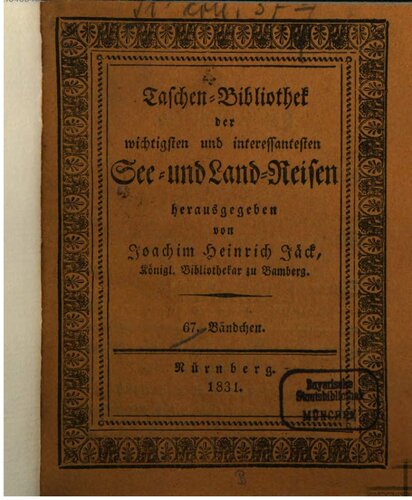 Taschen-Bibliothek
der
wichtigsten und interessantesten
See- und Land-Reisen
herausgegeben
von
Joachim Heinrich Jäck,
Königl. Bibliothekar zu Bamberg.
67. Bändchen.
Nürnberg.
1831.
Bayerische
Staatsbibliothek
MÜNCHEN